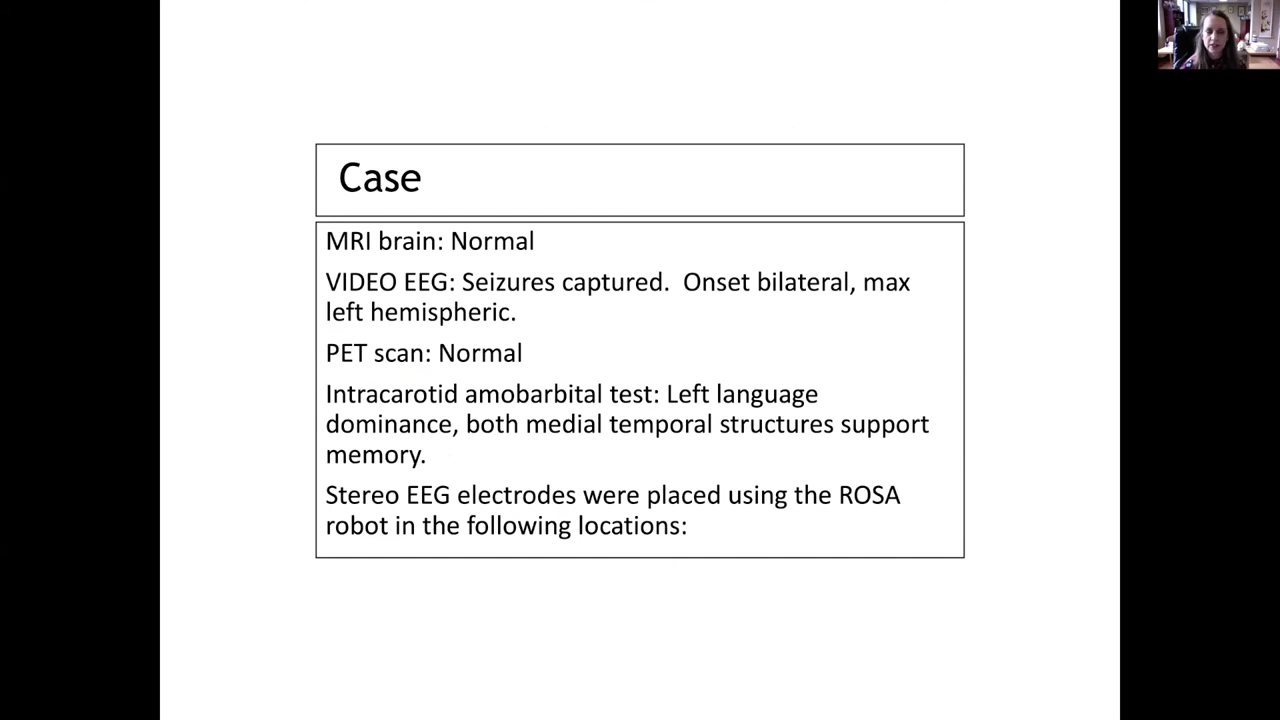 Case
MRI brain: Normal
VIDEO EEG: Seizures captured.  Onset bilateral, max
left hemispheric.
PET scan: Normal
Intracarotid amobarbital test: Left language
dominance, both medial temporal structures support
memory.
Stereo EEG electrodes were placed using the ROSA
robot in the following locations: